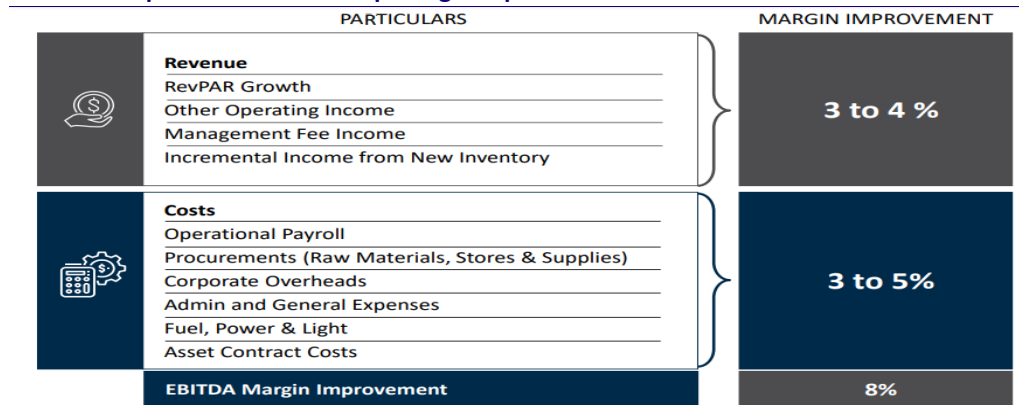 PARTICULARS
MARGIN IMPROVEMENT
Revenue
RevPAR Growth
Other Operating Income
Management Fee Income
Incremental Income from New Inventory
3 to 4 %
Costs
Operational Payroll
Procurements (Raw Materials, Stores & Supplies)
Corporate Overheads
Admin and General Expenses
Fuel, Power & Light
Asset Contract Costs
3 to 5%
EBITDA Margin Improvement
8%